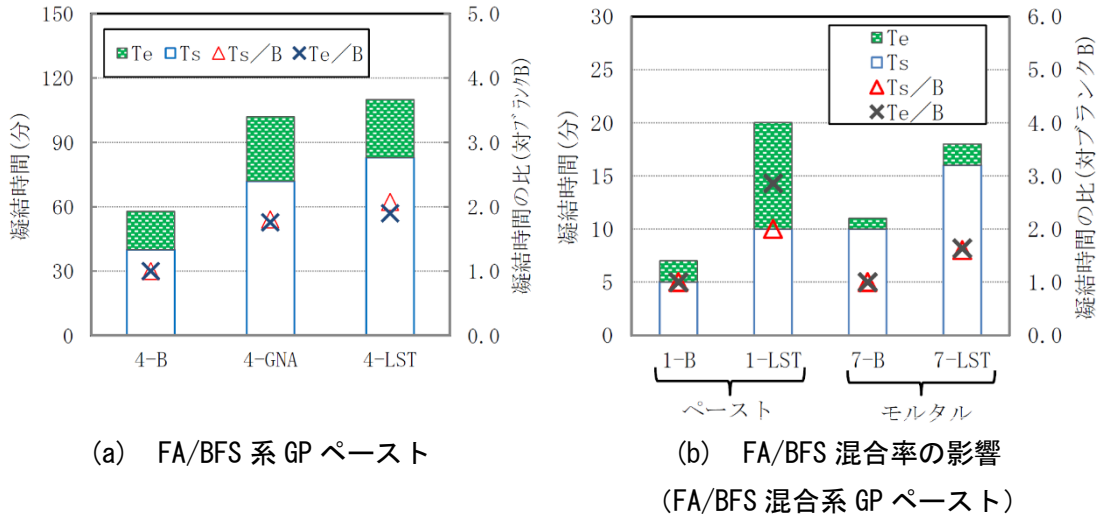 150
120
90
60
30
0
凝結時間(分)
5.0
4.0
3.0
2.0
1.0
0.0
凝結時間の比(対ブランクB)
Te Ts Ts／B Te／B
4-B 4-GNA 4-LST
(a) FA/BFS 系 GP ペースト
30
25
20
15
10
5
0
凝結時間(分)
6.0
5.0
4.0
3.0
2.0
1.0
0.0
凝結時間の比(対ブランクB)
Te
Ts
Ts／B
Te／B
1-B 1-LST 7-B 7-LST
ペースト モルタル
(b) FA/BFS 混合率の影響
(FA/BFS 混合系 GP ペースト)